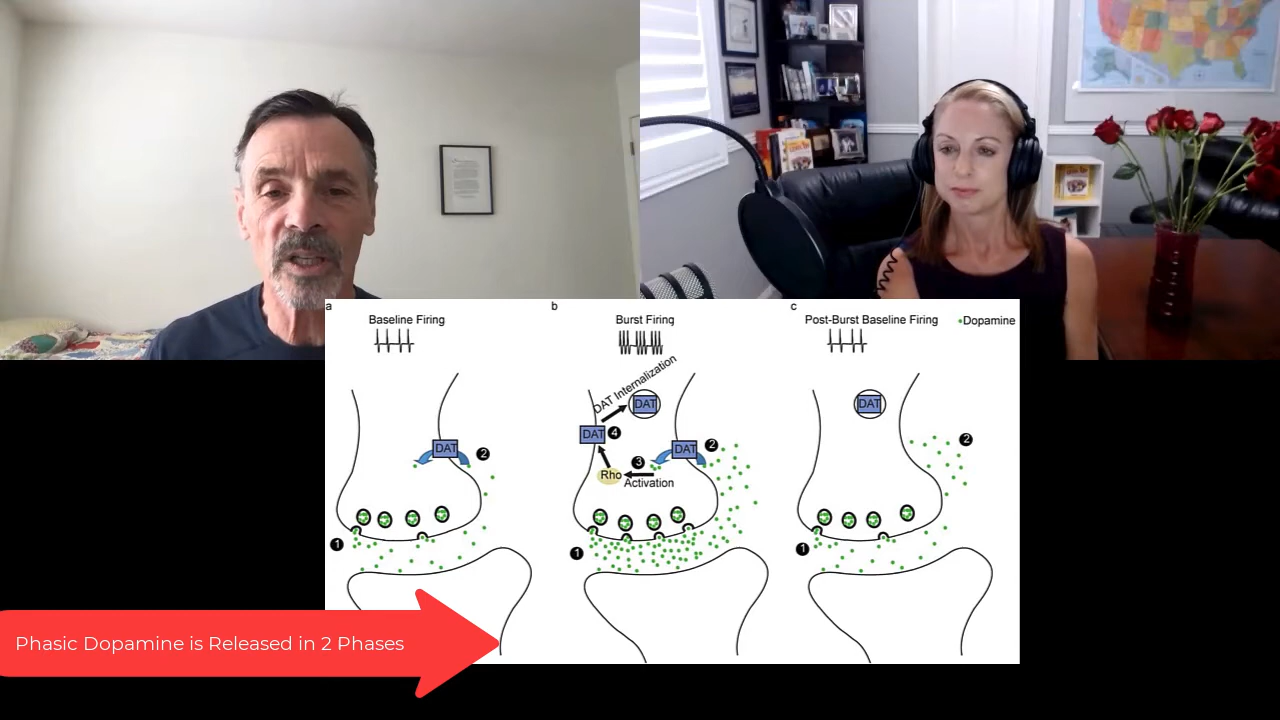 a
Baseline Firing
b
Burst Firing
c
Post-Burst Baseline Firing
Dopamine
DAT Internalization
DAT
DAT
DAT
DAT
4
DAT
2
DAT
2
2
3
Rho
Activation
1
1
1
Phasic Dopamine is Released in 2 Phases